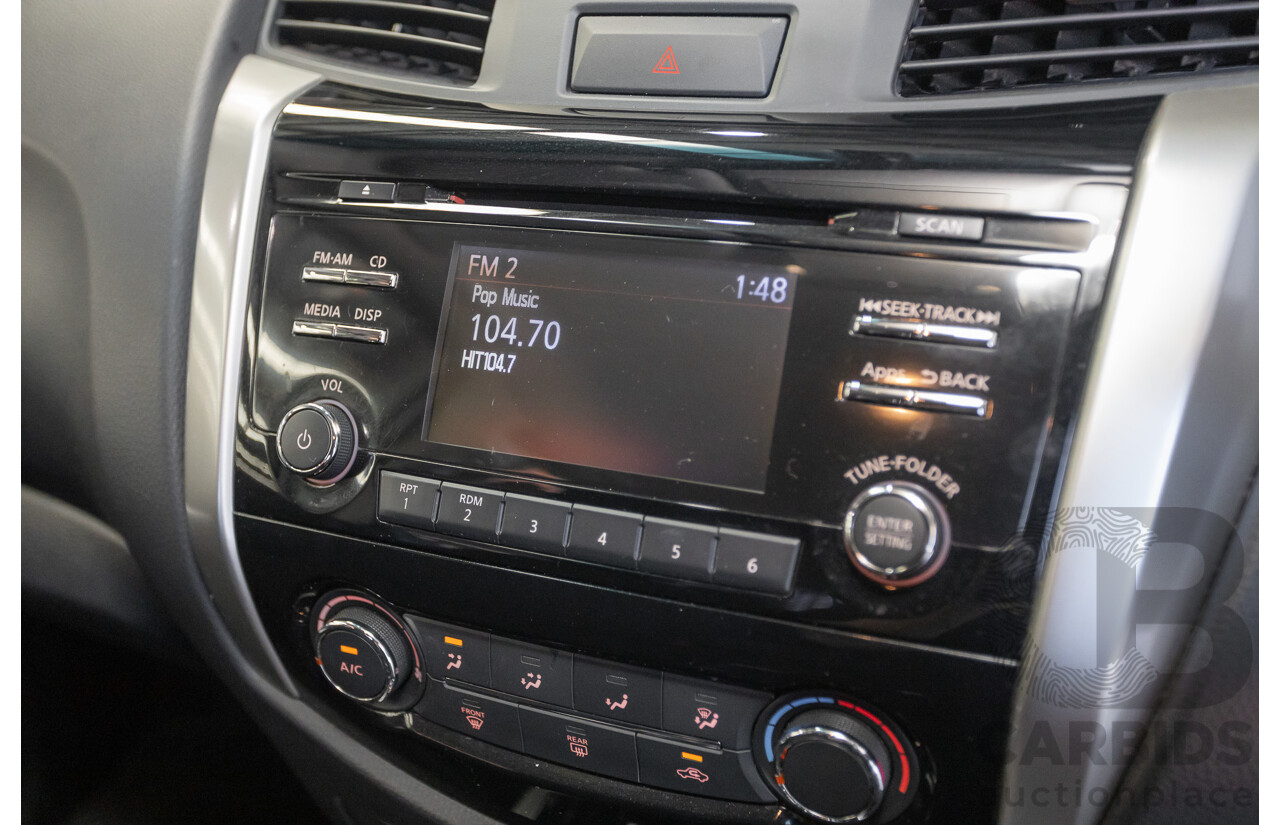 SCAN
FM·AM CD
MEDIA DISP
VOL
FM 2
1:48
Pop Music
104.70
HIT104.7
SEEK·TRACK
Apps BACK
TUNE·FOLDER
ENTER
SETTING
RPT
1
RDM
2
3
4
5
6
A/C
FRONT
REAR
B
CARBIDS
auctionplace